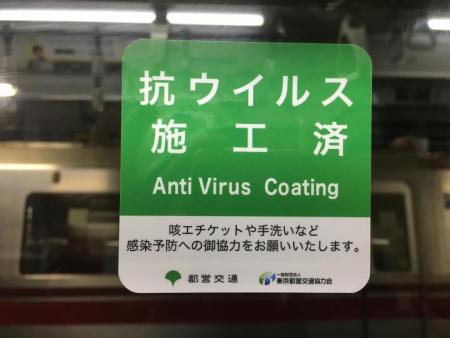 抗ウイルス
施工済
Anti Virus Coating
咳エチケットや手洗いなど
感染予防への御協力をお願いいたします。
都営交通
一般財団法人
東京都営交通協力会